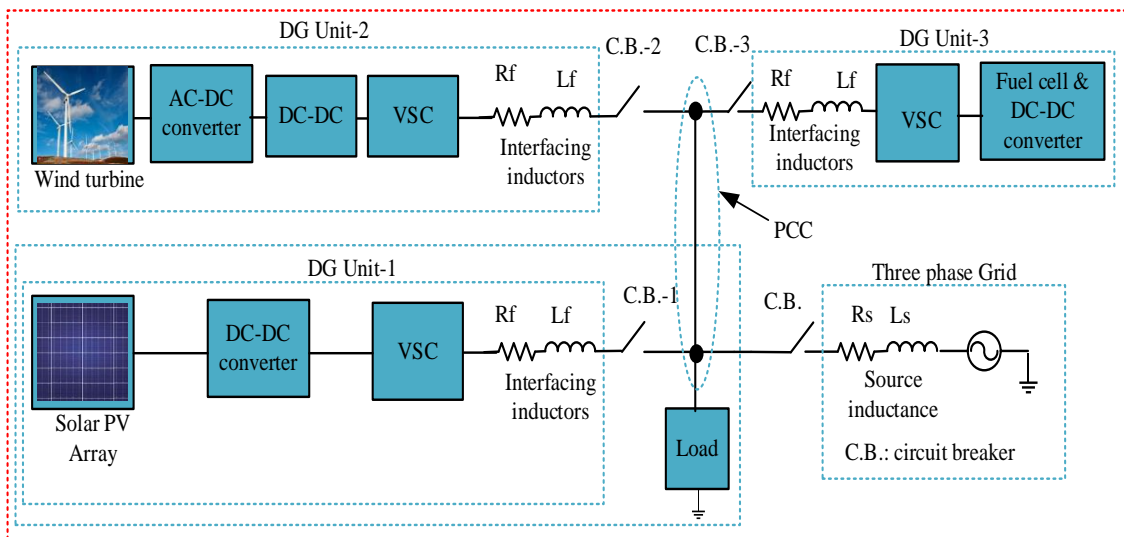 DG Unit-2
C.B.-2
C.B.-3
DG Unit-3
AC-DC
converter
DC-DC
VSC
Rf
Lf
Interfacing
inductors
Wind turbine
Rf
Lf
Interfacing
inductors
VSC
Fuel cell &
DC-DC
converter
PCC
DG Unit-1
C.B.-1
DC-DC
converter
VSC
Rf
Lf
Interfacing
inductors
Solar PV
Array
Load
Three phase Grid
C.B.
Rs
Ls
Source
inductance
C.B.: circuit breaker